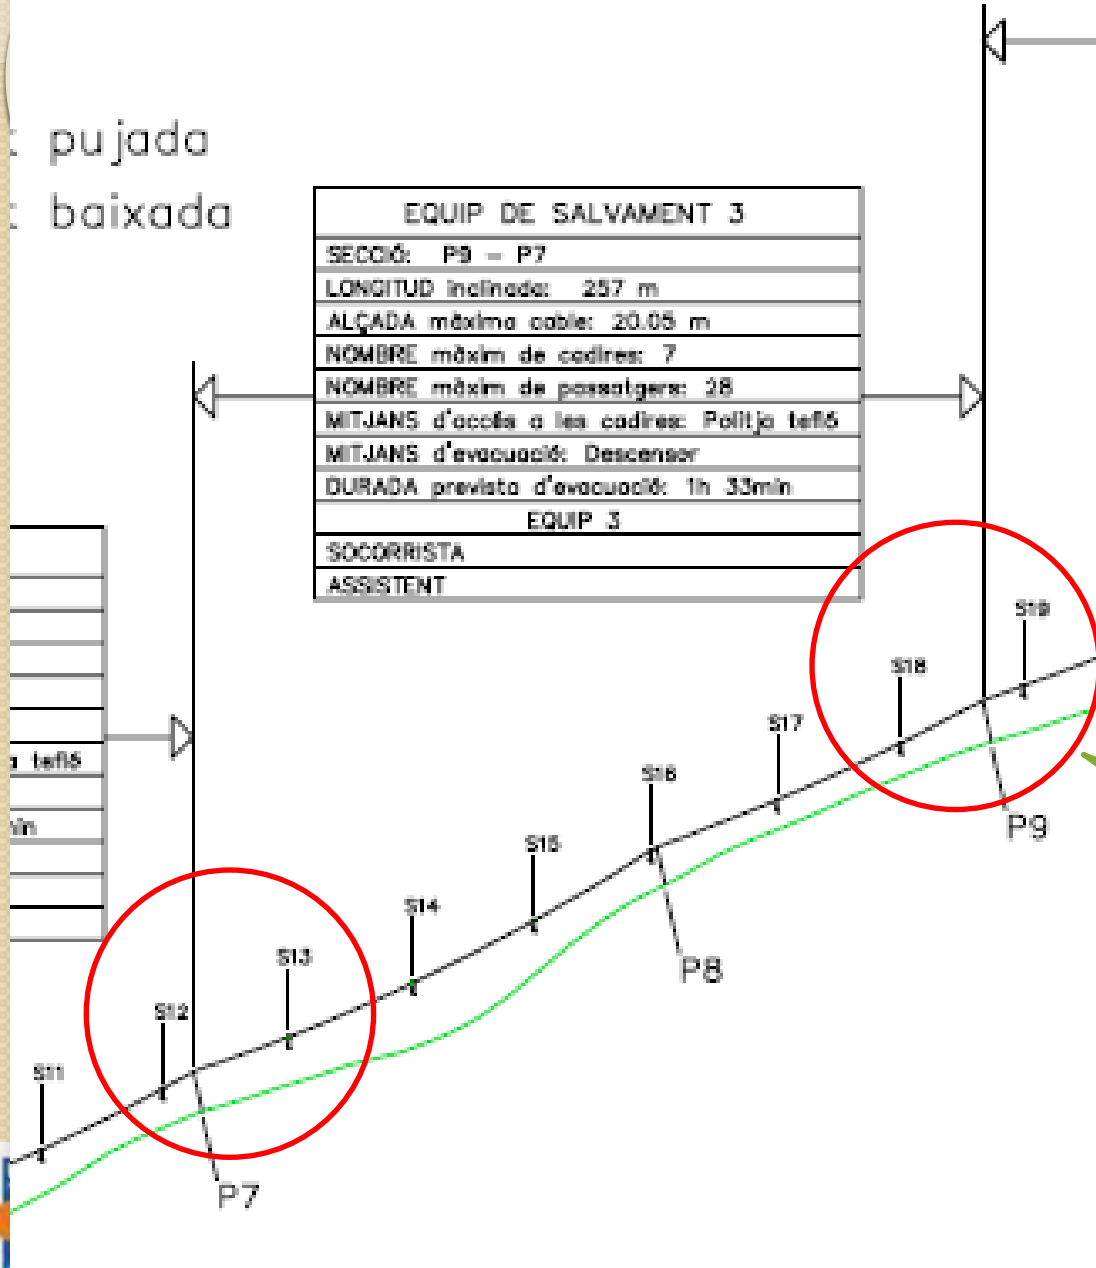 : pujada
: baixada
EQUIP DE SALVAMENT 3
SECCIÓ: P9 - P7
LONGITUD inclinada: 257 m
ALÇADA màxima cable: 20.05 m
NOMBRE màxim de cadires: 7
NOMBRE màxim de passatgers: 28
MITJANS d'accés a les cadires: Politja tefló
MITJANS d'evacuació: Descensor
DURADA prevista d'evacuació: 1h 33min
EQUIP 3
SOCORRISTA
ASSISTENT
a tefló
S19
S18
S17
S16
P9
S15
S14
P8
S13
S12
S11
P7